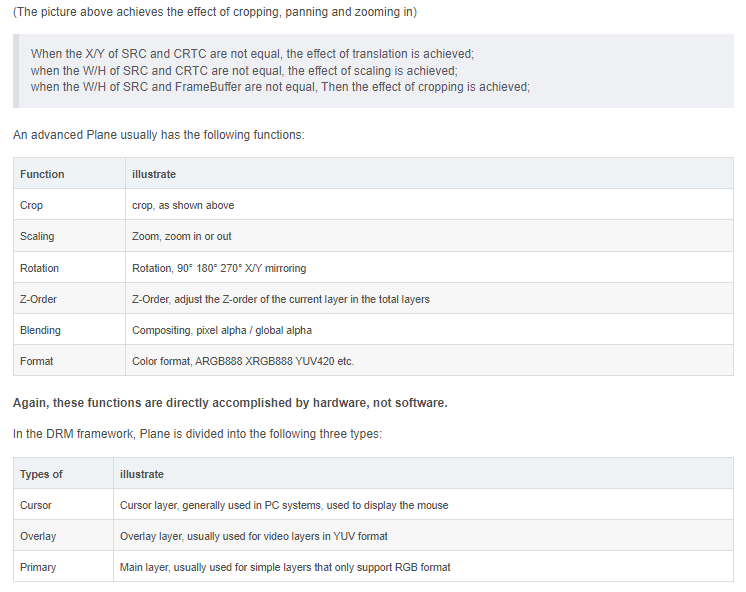 (The picture above achieves the effect of cropping, panning and zooming in)
When the X/Y of SRC and CRTC are not equal, the effect of translation is achieved;
when the W/H of SRC and CRTC are not equal, the effect of scaling is achieved;
when the W/H of SRC and FrameBuffer are not equal, Then the effect of cropping is achieved;
An advanced Plane usually has the following functions:
Function illustrate
Crop crop, as shown above
Scaling Zoom, zoom in or out
Rotation Rotation, 90° 180° 270° X/Y mirroring
Z-Order Z-Order, adjust the Z-order of the current layer in the total layers
Blending Compositing, pixel alpha / global alpha
Format Color format, ARGB888 XRGB888 YUV420 etc.
Again, these functions are directly accomplished by hardware, not software.
In the DRM framework, Plane is divided into the following three types:
Types of illustrate
Cursor Cursor layer, generally used in PC systems, used to display the mouse
Overlay Overlay layer, usually used for video layers in YUV format
Primary Main layer, usually used for simple layers that only support RGB format